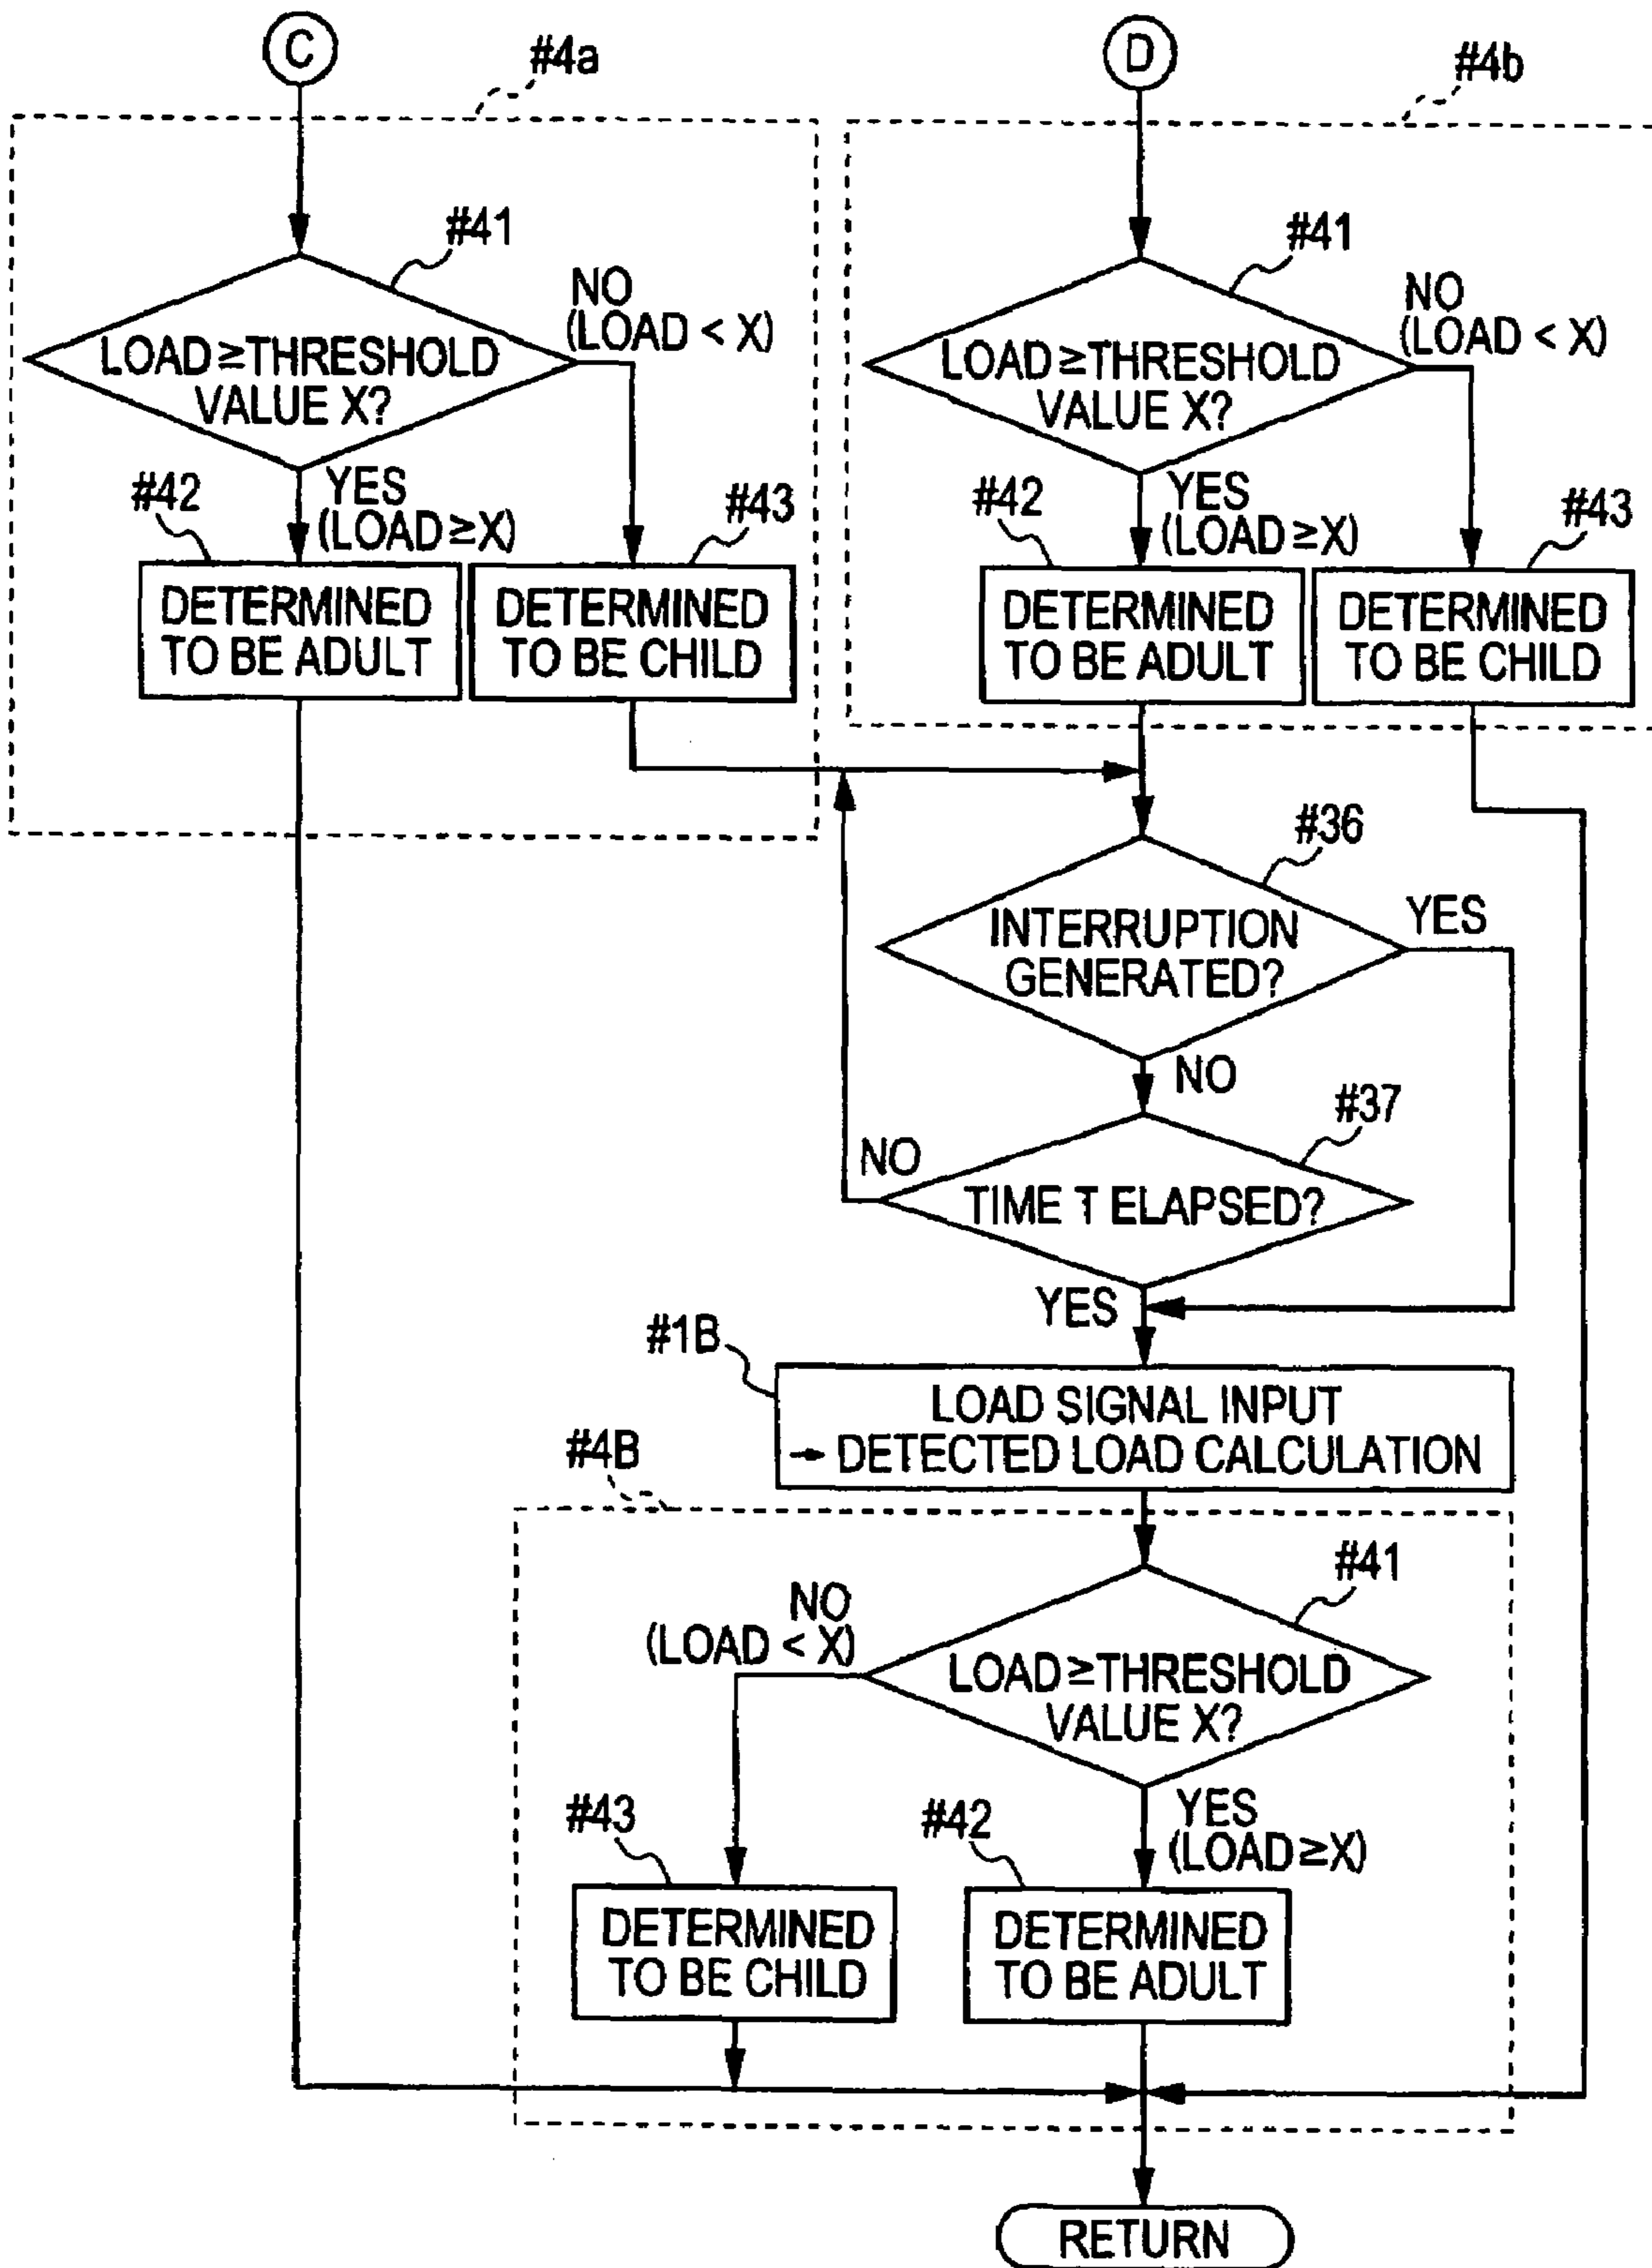 C
D
#4a
#4b
#41
#41
NO
(LOAD < X)
NO
(LOAD < X)
LOAD≥THRESHOLD
VALUE X?
LOAD≥THRESHOLD
VALUE X?
#42
YES
(LOAD≥X)
#43
#42
YES
(LOAD≥X)
#43
DETERMINED
TO BE ADULT
DETERMINED
TO BE CHILD
DETERMINED
TO BE ADULT
DETERMINED
TO BE CHILD
#36
INTERRUPTION
GENERATED?
YES
NO
#37
NO
TIME T ELAPSED?
YES
#1B
LOAD SIGNAL INPUT
→ DETECTED LOAD CALCULATION
#4B
#41
NO
(LOAD < X)
LOAD≥THRESHOLD
VALUE X?
#43
#42
YES
(LOAD≥X)
DETERMINED
TO BE CHILD
DETERMINED
TO BE ADULT
RETURN